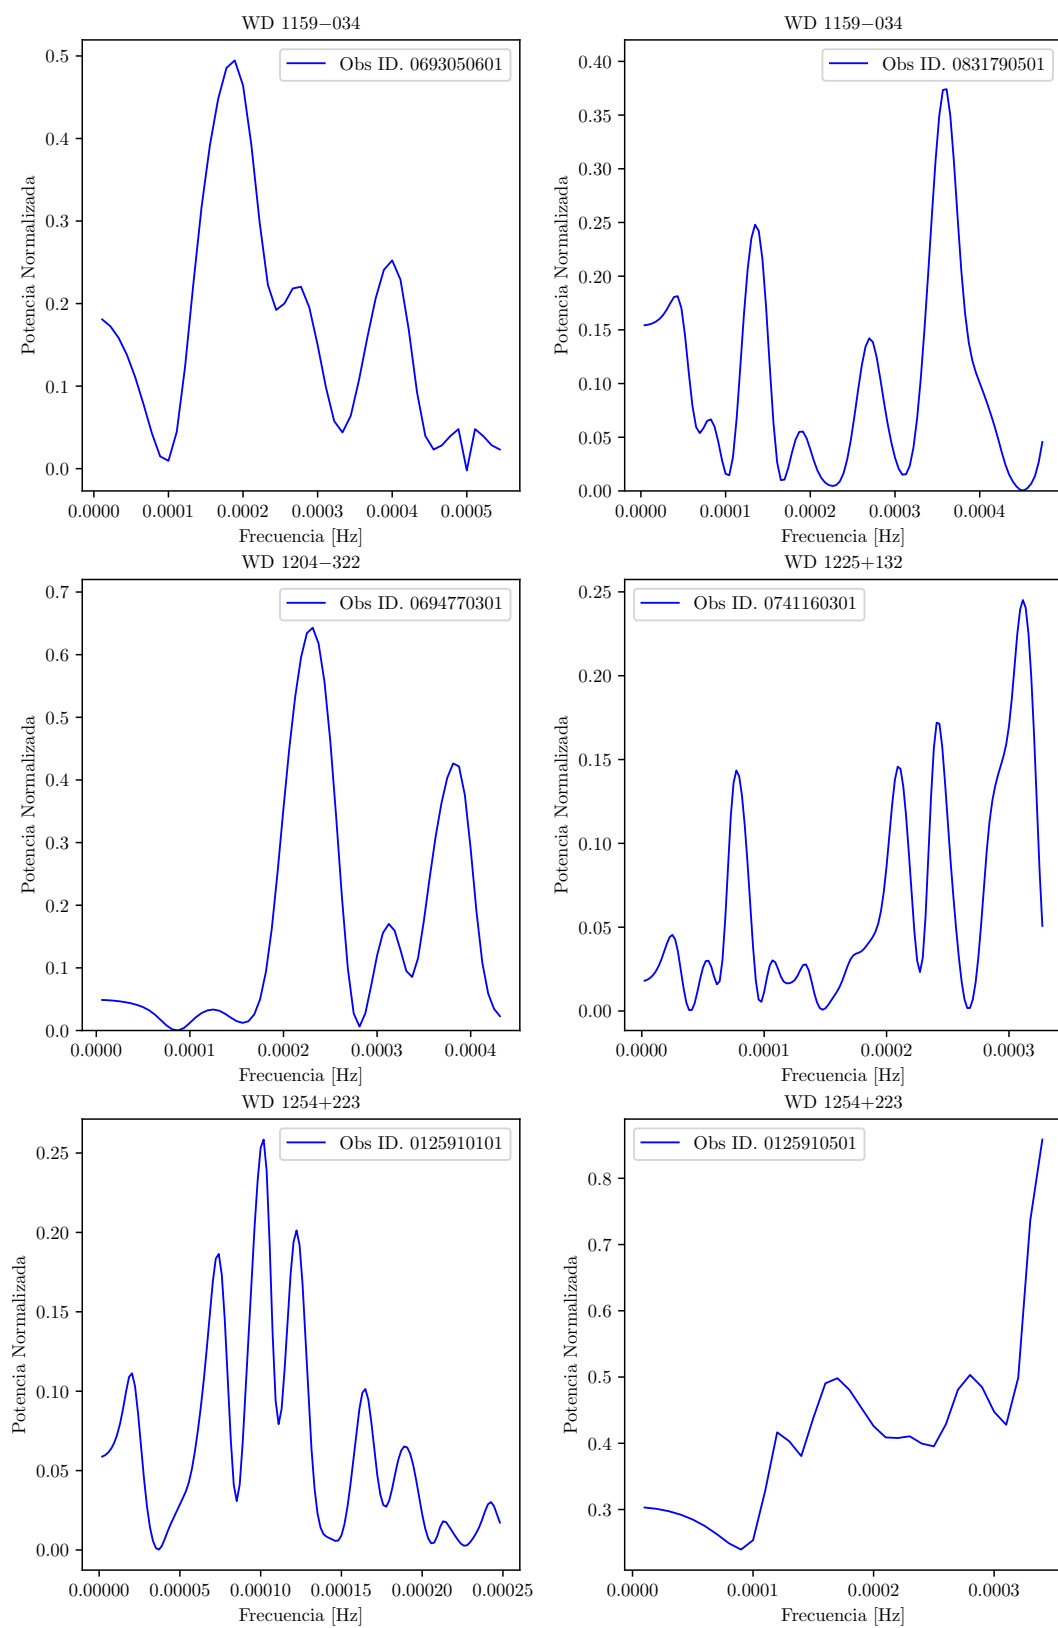 WD 1159−034
Obs ID. 0693050601
Potencia Normalizada
0.5
0.4
0.3
0.2
0.1
0.0
0.0000 0.0001 0.0002 0.0003 0.0004 0.0005
Frecuencia [Hz]
WD 1159−034
Obs ID. 0831790501
Potencia Normalizada
0.40
0.35
0.30
0.25
0.20
0.15
0.10
0.05
0.00
0.0000 0.0001 0.0002 0.0003 0.0004
Frecuencia [Hz]
WD 1204−322
Obs ID. 0694770301
Potencia Normalizada
0.7
0.6
0.5
0.4
0.3
0.2
0.1
0.0
0.0000 0.0001 0.0002 0.0003 0.0004
Frecuencia [Hz]
WD 1225+132
Obs ID. 0741160301
Potencia Normalizada
0.25
0.20
0.15
0.10
0.05
0.00
0.0000 0.0001 0.0002 0.0003
Frecuencia [Hz]
WD 1254+223
Obs ID. 0125910101
Potencia Normalizada
0.25
0.20
0.15
0.10
0.05
0.00
0.00000 0.00005 0.00010 0.00015 0.00020 0.00025
Frecuencia [Hz]
WD 1254+223
Obs ID. 0125910501
Potencia Normalizada
0.8
0.7
0.6
0.5
0.4
0.3
0.0000 0.0001 0.0002 0.0003
Frecuencia [Hz]